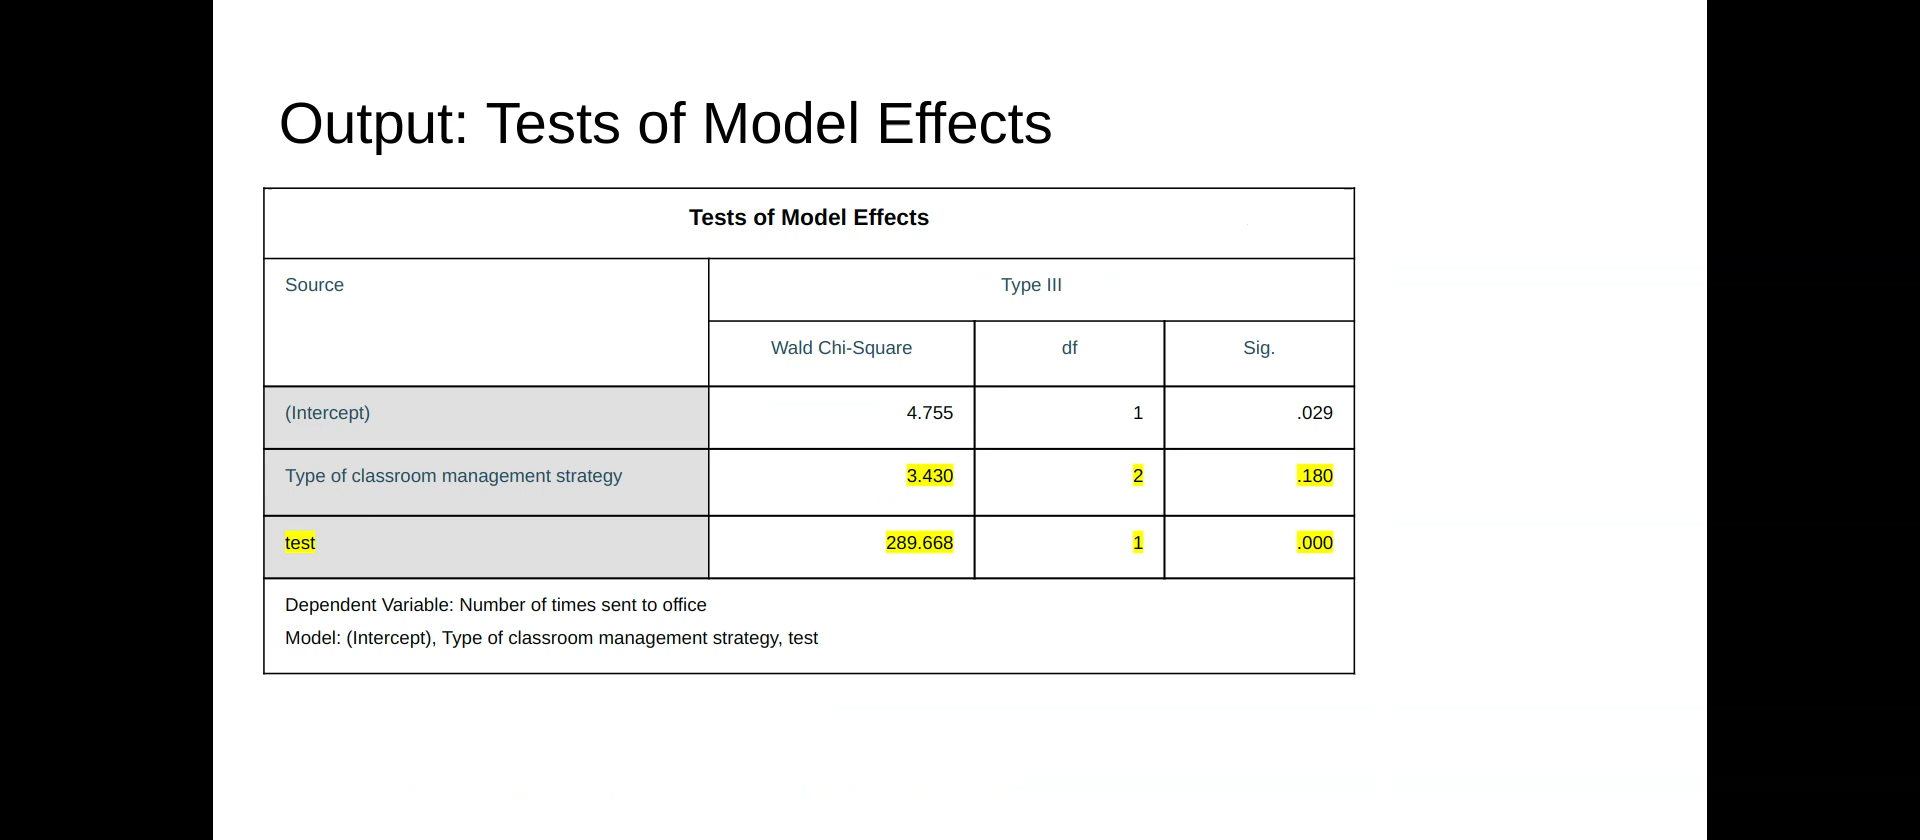 Output: Tests of Model Effects
Tests of Model Effects
Source
Type III
Wald Chi-Square
df
Sig.
(Intercept)
4.755
1
.029
Type of classroom management strategy
3.430
2
.180
test
289.668
1
.000
Dependent Variable: Number of times sent to office
Model: (Intercept), Type of classroom management strategy, test